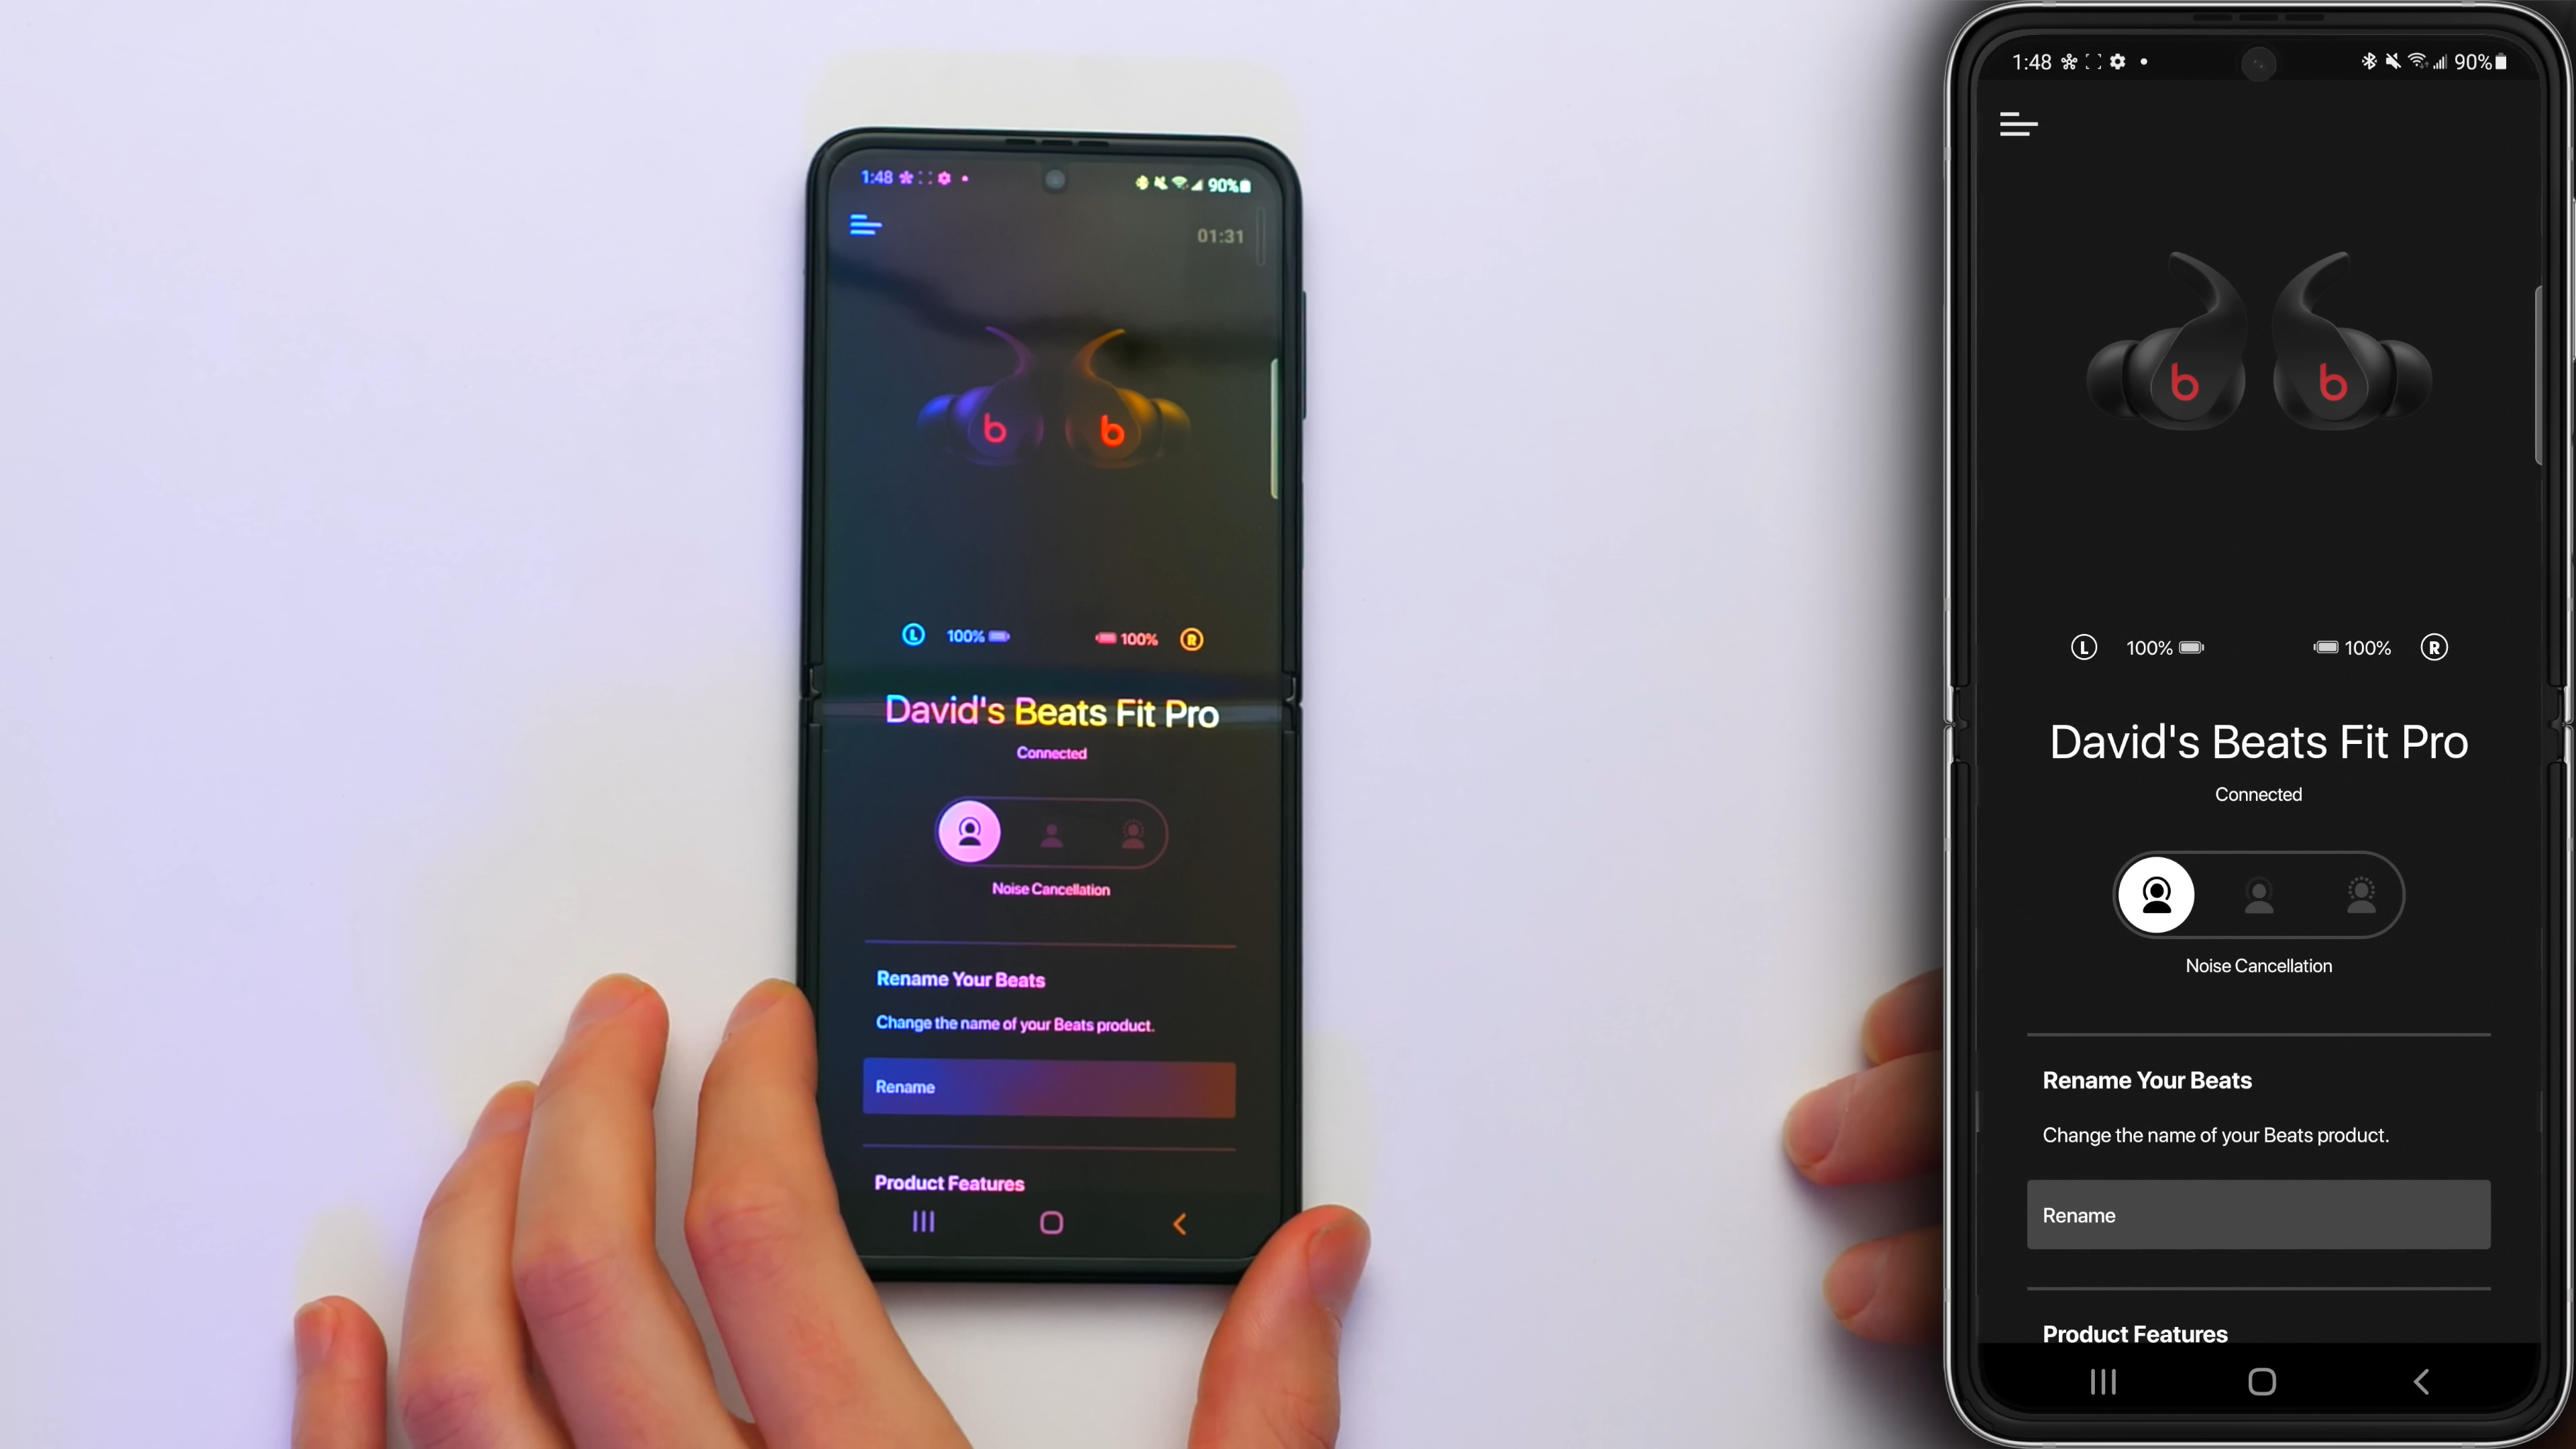 1:48 90%
01:31
b b
L 100% 100% R
David's Beats Fit Pro
Connected
Noise Cancellation
Rename Your Beats
Change the name of your Beats product.
Rename
Product Features
1:48 90%
b b
L 100% 100% R
David's Beats Fit Pro
Connected
Noise Cancellation
Rename Your Beats
Change the name of your Beats product.
Rename
Product Features